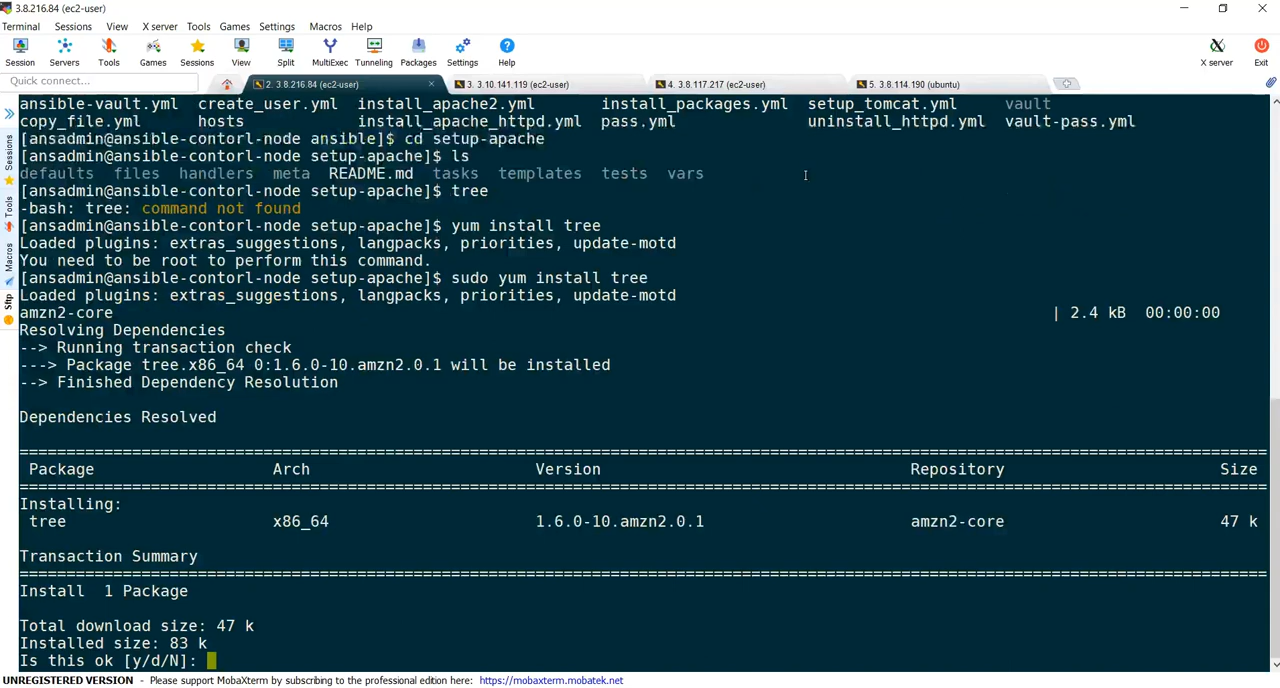 3.8.216.84 (ec2-user)
Terminal Sessions View X server Tools Games Settings Macros Help
Session Servers Tools Games Sessions View Split MultiExec Tunneling Packages Settings Help X server Exit
Quick connect... 2. 3.8.216.84 (ec2-user) 3. 3.10.141.119 (ec2-user) 4. 3.8.117.217 (ec2-user) 5. 3.8.114.190 (ubuntu)
Sessions
Tools
Macros
Sftp
ansible-vault.yml create_user.yml install_apache2.yml install_packages.yml setup_tomcat.yml vault
copy_file.yml hosts install_apache_httpd.yml pass.yml uninstall_httpd.yml vault-pass.yml
[ansadmin@ansible-contorl-node ansible]$ cd setup-apache
[ansadmin@ansible-contorl-node setup-apache]$ ls
defaults files handlers meta README.md tasks templates tests vars
[ansadmin@ansible-contorl-node setup-apache]$ tree
-bash: tree: command not found
[ansadmin@ansible-contorl-node setup-apache]$ yum install tree
Loaded plugins: extras_suggestions, langpacks, priorities, update-motd
You need to be root to perform this command.
[ansadmin@ansible-contorl-node setup-apache]$ sudo yum install tree
Loaded plugins: extras_suggestions, langpacks, priorities, update-motd
amzn2-core | 2.4 kB 00:00:00
Resolving Dependencies
--> Running transaction check
---> Package tree.x86_64 0:1.6.0-10.amzn2.0.1 will be installed
--> Finished Dependency Resolution
Dependencies Resolved
Package Arch Version Repository Size
Installing:
tree x86_64 1.6.0-10.amzn2.0.1 amzn2-core 47 k
Transaction Summary
Install 1 Package
Total download size: 47 k
Installed size: 83 k
Is this ok [y/d/N]:
UNREGISTERED VERSION - Please support MobaXterm by subscribing to the professional edition here: https://mobaxterm.mobatek.net